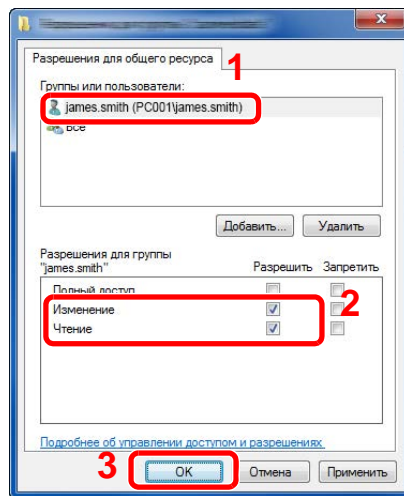 Разрешения для общего ресурса
1
Группы или пользователи:
james.smith (PC001\james.smith)
Все
Добавить... Удалить
Разрешения для группы
"james.smith" Разрешить Запретить
Полный доступ
2
Изменение
Чтение
Подробнее об управлении доступом и разрешениях
3
OK Отмена Применить